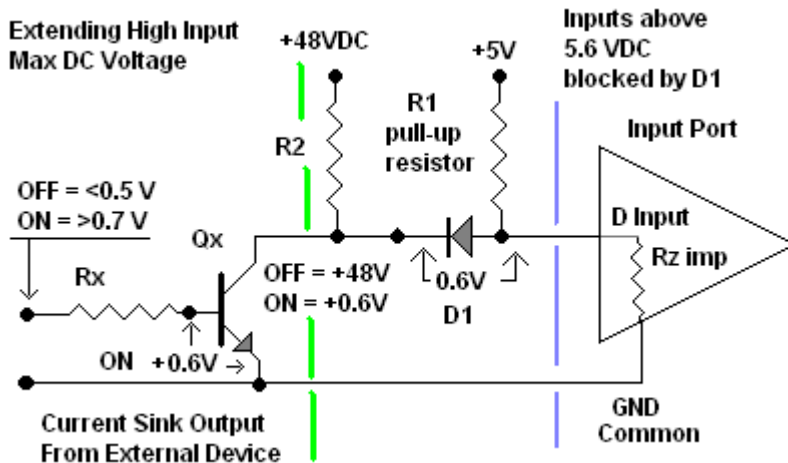 Extending High Input
Max DC Voltage
+48VDC
+5V
Inputs above
5.6 VDC
blocked by D1
R1
pull-up
resistor
R2
Input Port
OFF = <0.5 V
ON = >0.7 V
Qx
D Input
Rz imp
Rx
OFF = +48V
ON = +0.6V
0.6V
D1
ON +0.6V
Current Sink Output
From External Device
GND
Common